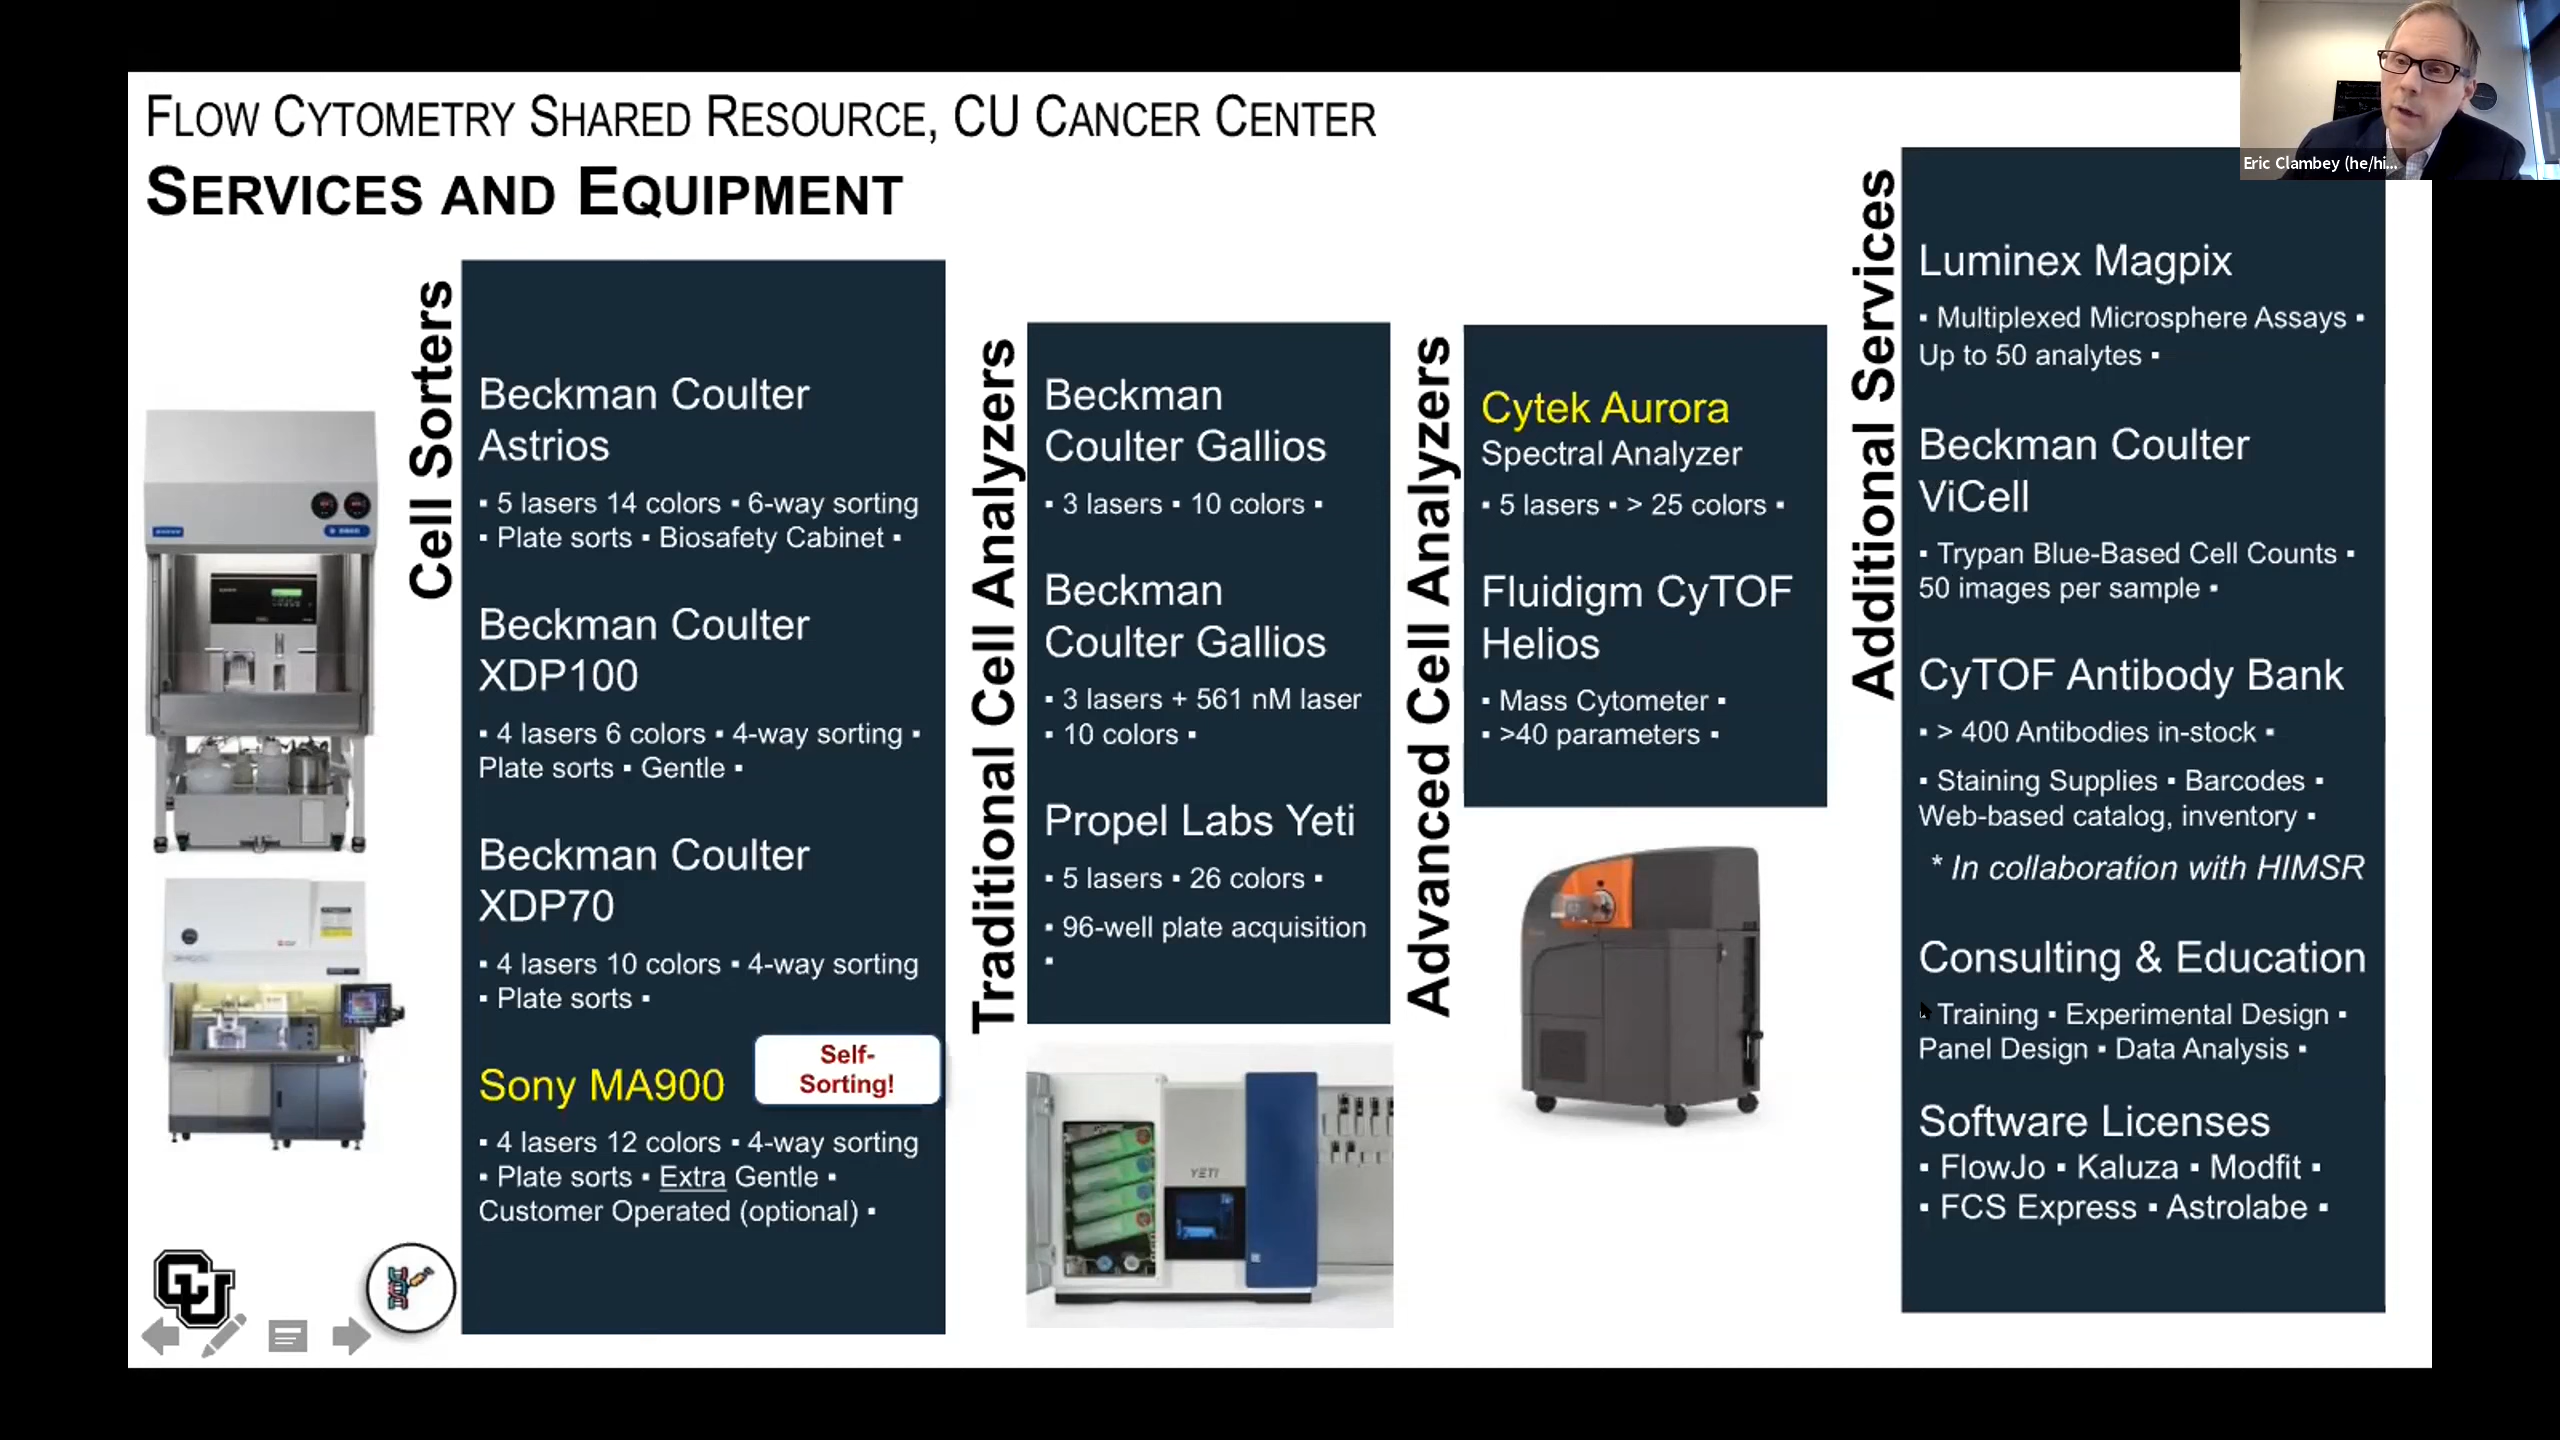 FLOW CYTOMETRY SHARED RESOURCE, CU CANCER CENTER
SERVICES AND EQUIPMENT
Eric Clambey (he/hi...
Cell Sorters
Beckman Coulter
Astrios
▪ 5 lasers 14 colors ▪ 6-way sorting
▪ Plate sorts ▪ Biosafety Cabinet ▪
Beckman Coulter
XDP100
▪ 4 lasers 6 colors ▪ 4-way sorting ▪
Plate sorts ▪ Gentle ▪
Beckman Coulter
XDP70
▪ 4 lasers 10 colors ▪ 4-way sorting
▪ Plate sorts ▪
Sony MA900
Self-
Sorting!
▪ 4 lasers 12 colors ▪ 4-way sorting
▪ Plate sorts ▪ Extra Gentle ▪
Customer Operated (optional) ▪
Traditional Cell Analyzers
Beckman
Coulter Gallios
▪ 3 lasers ▪ 10 colors ▪
Beckman
Coulter Gallios
▪ 3 lasers + 561 nM laser
▪ 10 colors ▪
Propel Labs Yeti
▪ 5 lasers ▪ 26 colors ▪
▪ 96-well plate acquisition
▪
YETI
Advanced Cell Analyzers
Cytek Aurora
Spectral Analyzer
▪ 5 lasers ▪ > 25 colors ▪
Fluidigm CyTOF
Helios
▪ Mass Cytometer ▪
▪ >40 parameters ▪
Additional Services
Luminex Magpix
▪ Multiplexed Microsphere Assays ▪
Up to 50 analytes ▪
Beckman Coulter
ViCell
▪ Trypan Blue-Based Cell Counts ▪
50 images per sample ▪
CyTOF Antibody Bank
▪ > 400 Antibodies in-stock ▪
▪ Staining Supplies ▪ Barcodes ▪
Web-based catalog, inventory ▪
* In collaboration with HIMSR
Consulting & Education
Training ▪ Experimental Design ▪
Panel Design ▪ Data Analysis ▪
Software Licenses
▪ FlowJo ▪ Kaluza ▪ Modfit ▪
▪ FCS Express ▪ Astrolabe ▪
CU